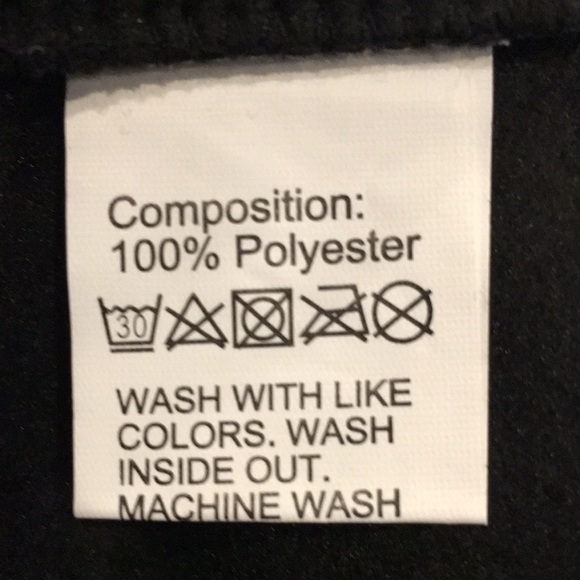 Composition:
100% Polyester
30
WASH WITH LIKE
COLORS. WASH
INSIDE OUT.
MACHINE WASH